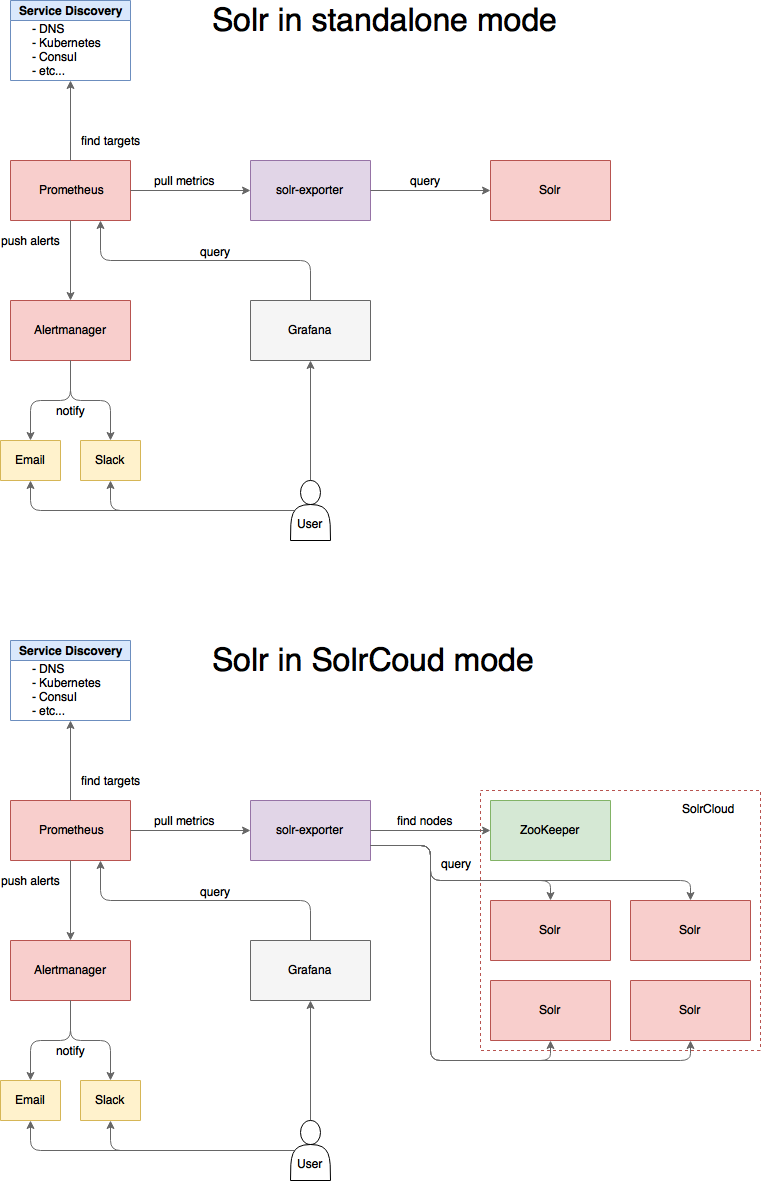 Service Discovery
- DNS
- Kubernetes
- Consul
- etc...
Solr in standalone mode
find targets
Prometheus
pull metrics
solr-exporter
query
Solr
push alerts
query
Alertmanager
Grafana
notify
Email
Slack
User
Service Discovery
- DNS
- Kubernetes
- Consul
- etc...
Solr in SolrCoud mode
find targets
Prometheus
pull metrics
solr-exporter
find nodes
ZooKeeper
SolrCloud
query
push alerts
query
Solr
Solr
Alertmanager
Grafana
Solr
Solr
notify
Email
Slack
User